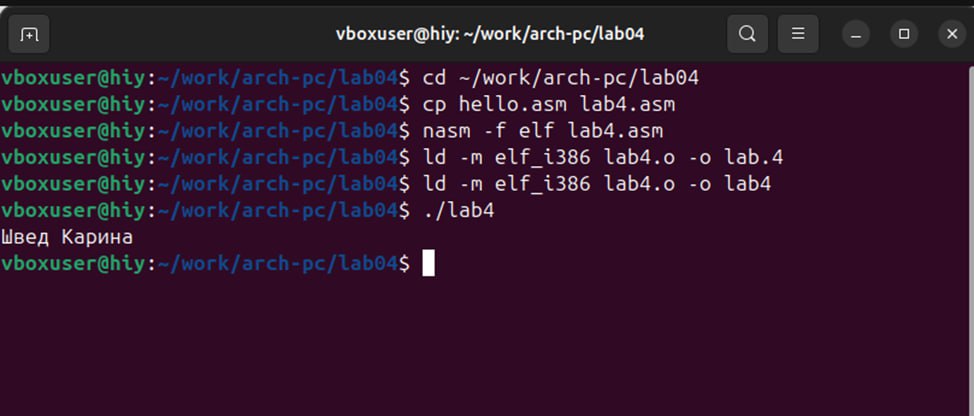 vboxuser@hiy: ~/work/arch-pc/lab04
vboxuser@hiy:~/work/arch-pc/lab04$ cd ~/work/arch-pc/lab04
vboxuser@hiy:~/work/arch-pc/lab04$ cp hello.asm lab4.asm
vboxuser@hiy:~/work/arch-pc/lab04$ nasm -f elf lab4.asm
vboxuser@hiy:~/work/arch-pc/lab04$ ld -m elf_i386 lab4.o -o lab.4
vboxuser@hiy:~/work/arch-pc/lab04$ ld -m elf_i386 lab4.o -o lab4
vboxuser@hiy:~/work/arch-pc/lab04$ ./lab4
Швед Карина
vboxuser@hiy:~/work/arch-pc/lab04$